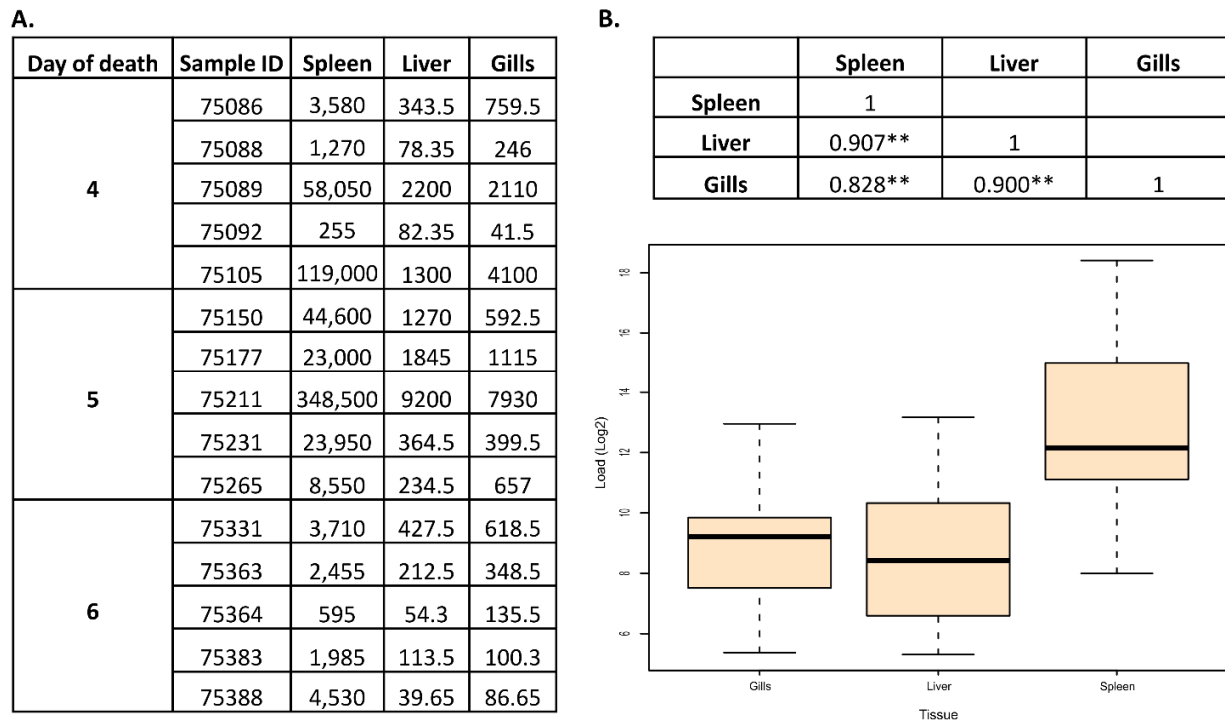 A.
Day of death Sample ID Spleen Liver Gills
4
75086 3,580 343.5 759.5
75088 1,270 78.35 246
75089 58,050 2200 2110
75092 255 82.35 41.5
75105 119,000 1300 4100
5
75150 44,600 1270 592.5
75177 23,000 1845 1115
75211 348,500 9200 7930
75231 23,950 364.5 399.5
75265 8,550 234.5 657
6
75331 3,710 427.5 618.5
75363 2,455 212.5 348.5
75364 595 54.3 135.5
75383 1,985 113.5 100.3
75388 4,530 39.65 86.65
B.
Spleen Liver Gills
Spleen 1
Liver 0.907** 1
Gills 0.828** 0.900** 1
Load (Log2)
18
16
14
12
10
8
6
Gills Liver Spleen
Tissue